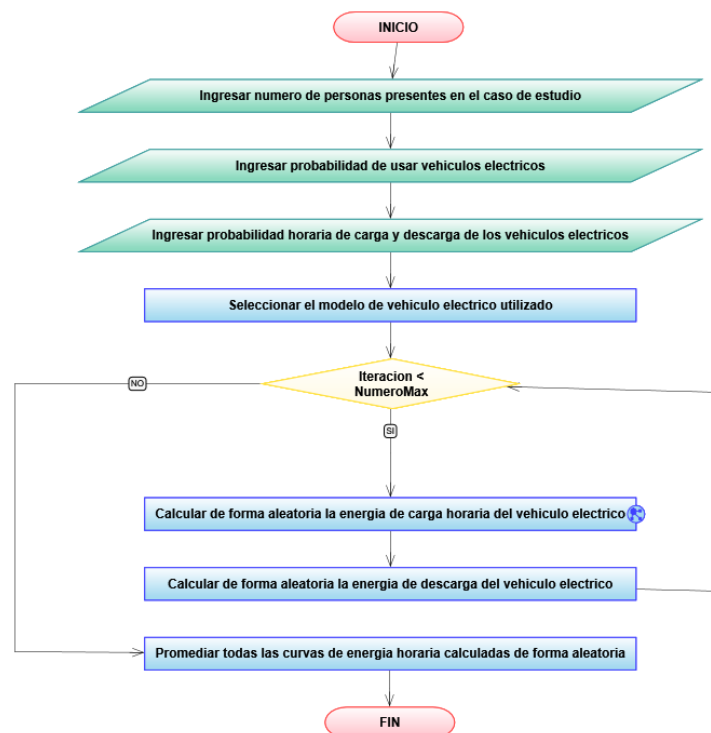 INICIO
Ingresar numero de personas presentes en el caso de estudio
Ingresar probabilidad de usar vehiculos electricos
Ingresar probabilidad horaria de carga y descarga de los vehiculos electricos
Seleccionar el modelo de vehiculo electrico utilizado
Iteracion <
NumeroMax
NO
SI
Calcular de forma aleatoria la energia de carga horaria del vehiculo electrico
Calcular de forma aleatoria la energia de descarga del vehiculo electrico
Promediar todas las curvas de energia horaria calculadas de forma aleatoria
FIN